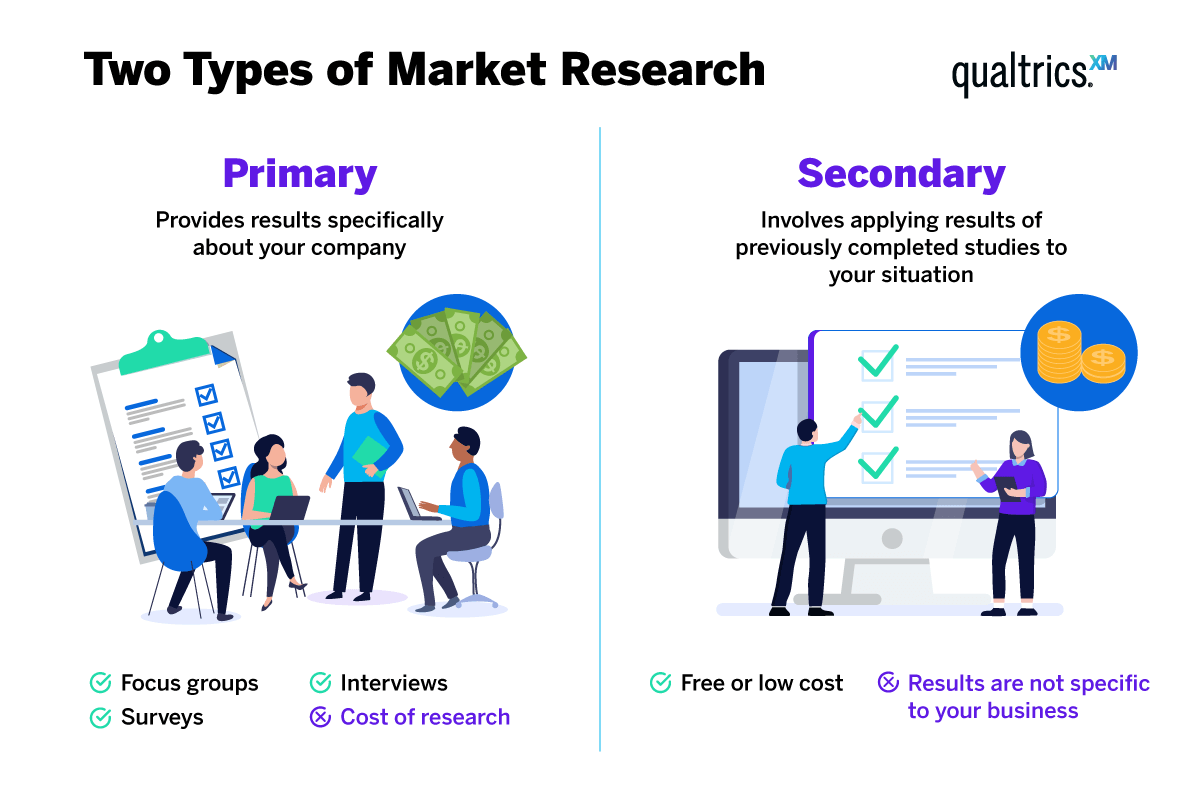 Two Types of Market Research
qualtrics.XM
Primary
Provides results specifically
about your company
Focus groups
Interviews
Surveys
Cost of research
Secondary
Involves applying results of
previously completed studies to
your situation
Free or low cost
Results are not specific
to your business